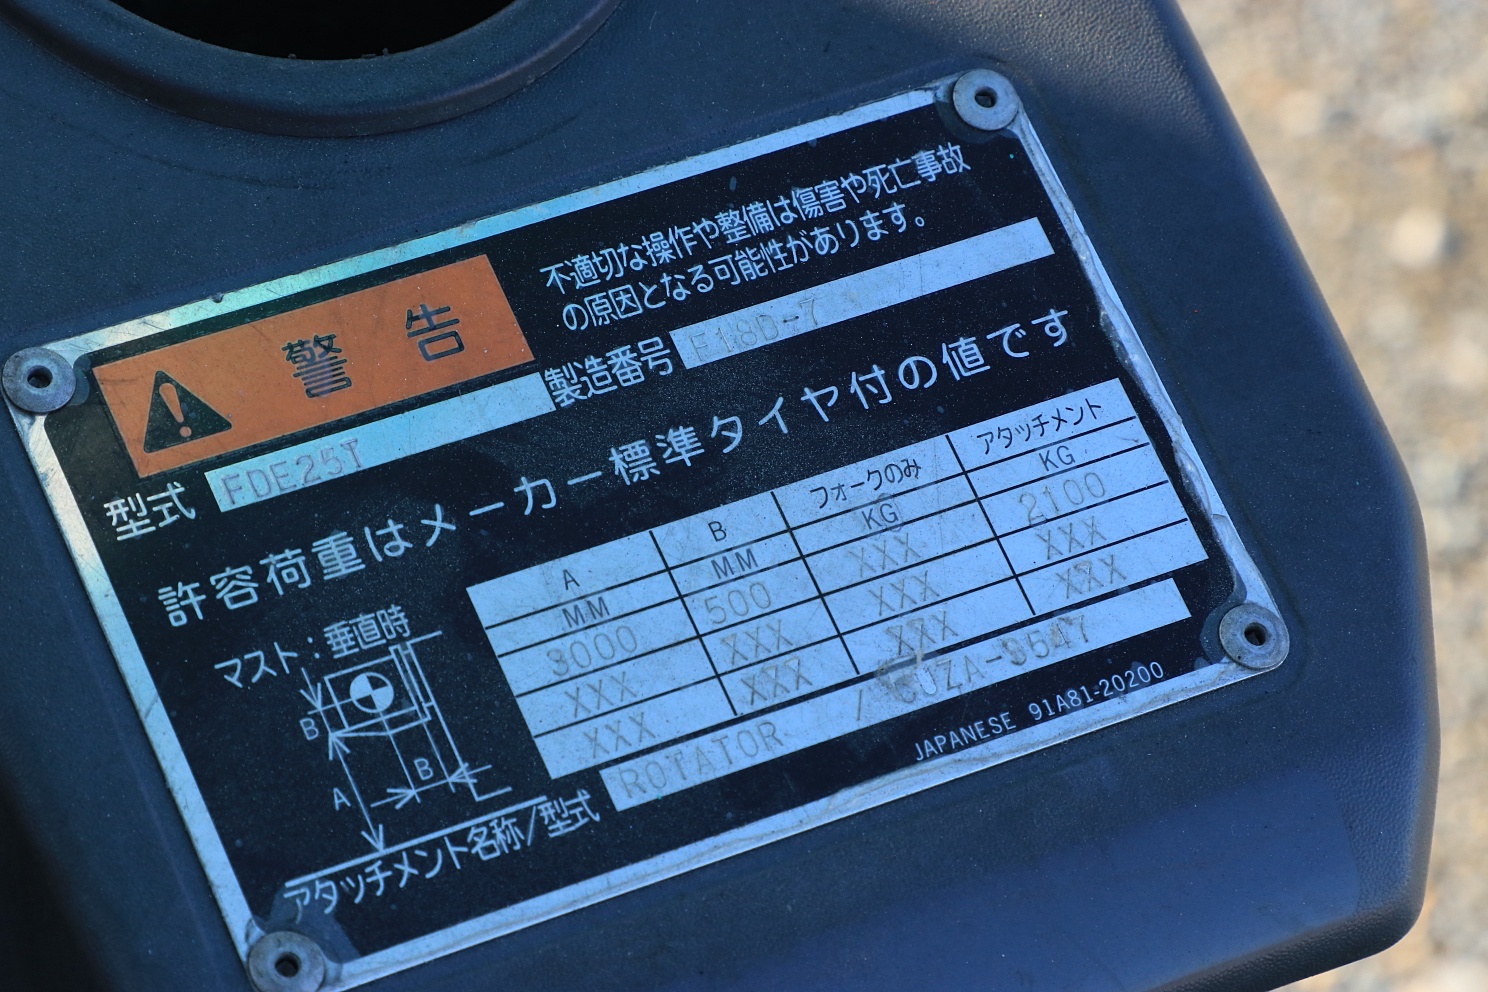 警告
不適切な操作や整備は傷害や死亡事故
の原因となる可能性があります。
型式 FDE25T 製造番号 F18D-7
許容荷重はメーカー標準タイヤ付の値です
マスト:垂直時
B
A
B
A B フォークのみ アタッチメント
MM MM KG KG
3000 500 XXX 2100
XXX XXX XXX XXX
XXX XXX XXX XXX
アタッチメント名称/型式 ROTATOR /
JAPANESE 91A81-20200